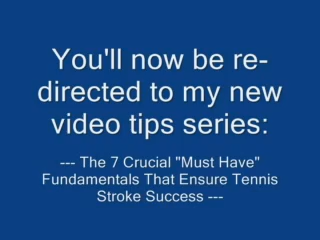 You'll now be re-
directed to my new
video tips series:
--- The 7 Crucial "Must Have"
Fundamentals That Ensure Tennis
Stroke Success ---